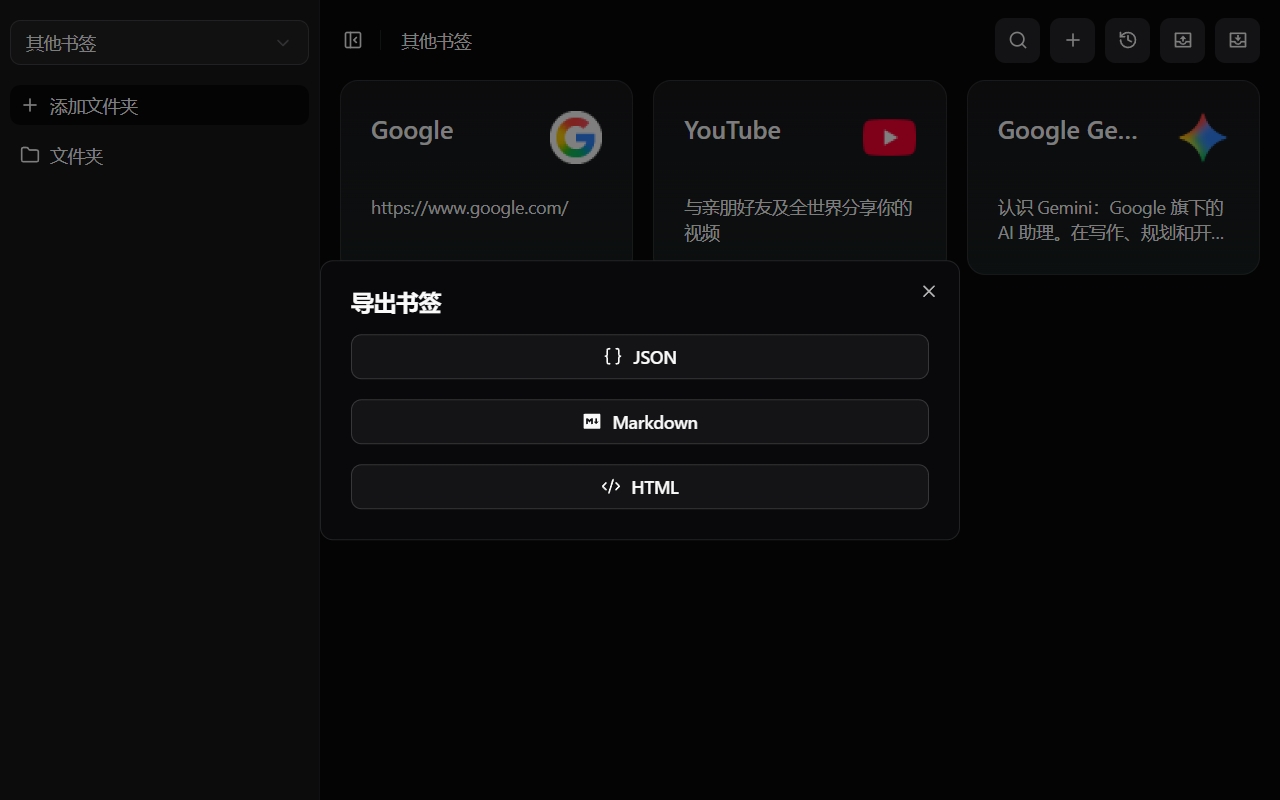 其他书签
添加文件夹
文件夹
其他书签
Google
https://www.google.com/
YouTube
与亲朋好友及全世界分享你的
视频
Google Ge...
认识 Gemini：Google 旗下的
AI 助理。在写作、规划和开...
导出书签
JSON
Markdown
HTML